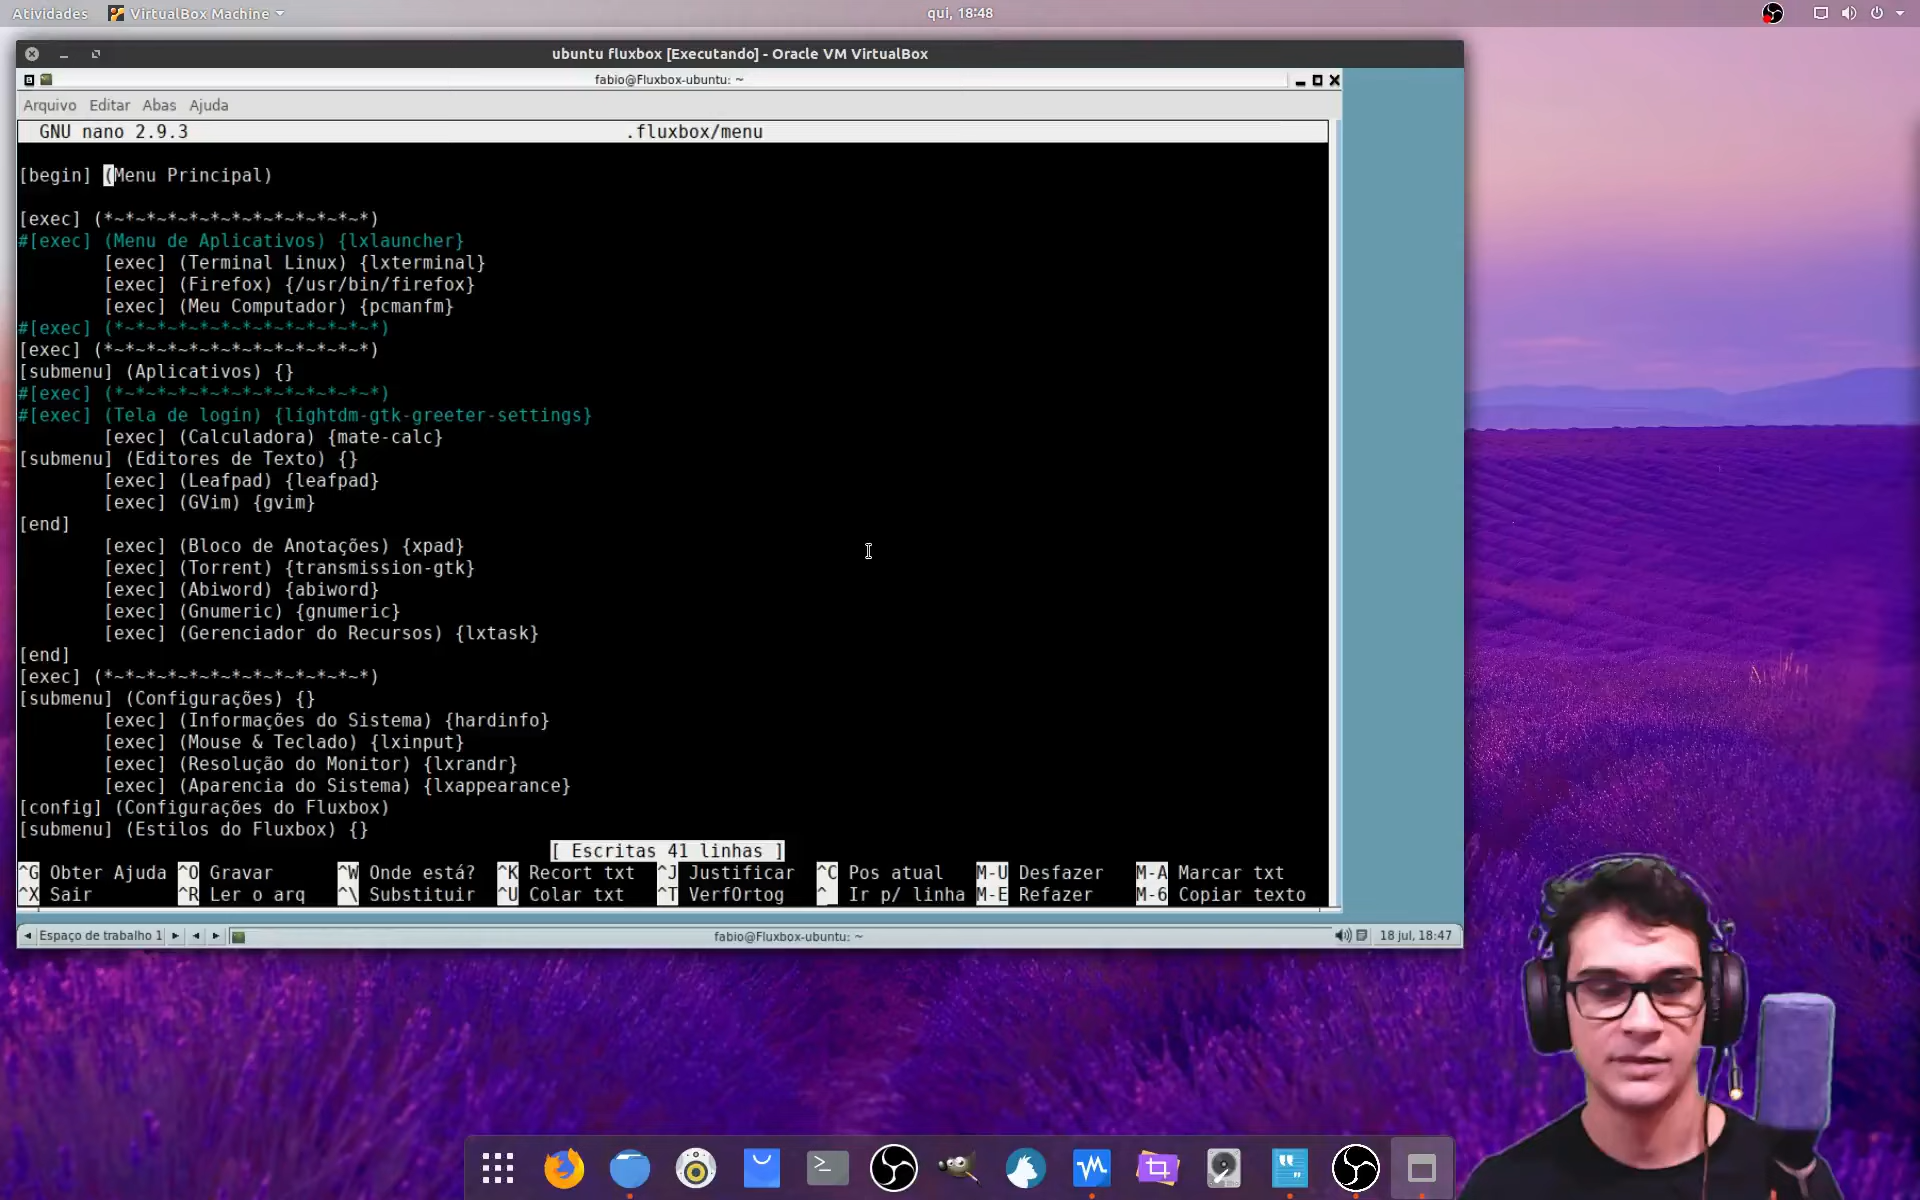 Atividades VirtualBox Machine qui, 18:48
ubuntu fluxbox [Executando] - Oracle VM VirtualBox
fabio@Fluxbox-ubuntu: ~
Arquivo Editar Abas Ajuda
GNU nano 2.9.3 .fluxbox/menu
[begin] (Menu Principal)
[exec] (*~*~*~*~*~*~*~*~*~*~*~*~*)
#[exec] (Menu de Aplicativos) {lxlauncher}
[exec] (Terminal Linux) {lxterminal}
[exec] (Firefox) {/usr/bin/firefox}
[exec] (Meu Computador) {pcmanfm}
#[exec] (*~*~*~*~*~*~*~*~*~*~*~*~*)
[exec] (*~*~*~*~*~*~*~*~*~*~*~*~*)
[submenu] (Aplicativos) {}
#[exec] (*~*~*~*~*~*~*~*~*~*~*~*~*)
#[exec] (Tela de login) {lightdm-gtk-greeter-settings}
[exec] (Calculadora) {mate-calc}
[submenu] (Editores de Texto) {}
[exec] (Leafpad) {leafpad}
[exec] (GVim) {gvim}
[end]
[exec] (Bloco de Anotações) {xpad}
[exec] (Torrent) {transmission-gtk}
[exec] (Abiword) {abiword}
[exec] (Gnumeric) {gnumeric}
[exec] (Gerenciador do Recursos) {lxtask}
[end]
[exec] (*~*~*~*~*~*~*~*~*~*~*~*~*)
[submenu] (Configurações) {}
[exec] (Informações do Sistema) {hardinfo}
[exec] (Mouse & Teclado) {lxinput}
[exec] (Resolução do Monitor) {lxrandr}
[exec] (Aparencia do Sistema) {lxappearance}
[config] (Configurações do Fluxbox)
[submenu] (Estilos do Fluxbox) {}
[ Escritas 41 linhas ]
^G Obter Ajuda ^O Gravar ^W Onde está? ^K Recort txt ^J Justificar ^C Pos atual M-U Desfazer M-A Marcar txt
^X Sair ^R Ler o arq ^\ Substituir ^U Colar txt ^T VerfOrtog ^_ Ir p/ linha M-E Refazer M-6 Copiar texto
Espaço de trabalho 1 fabio@Fluxbox-ubuntu: ~ 18 jul, 18:47